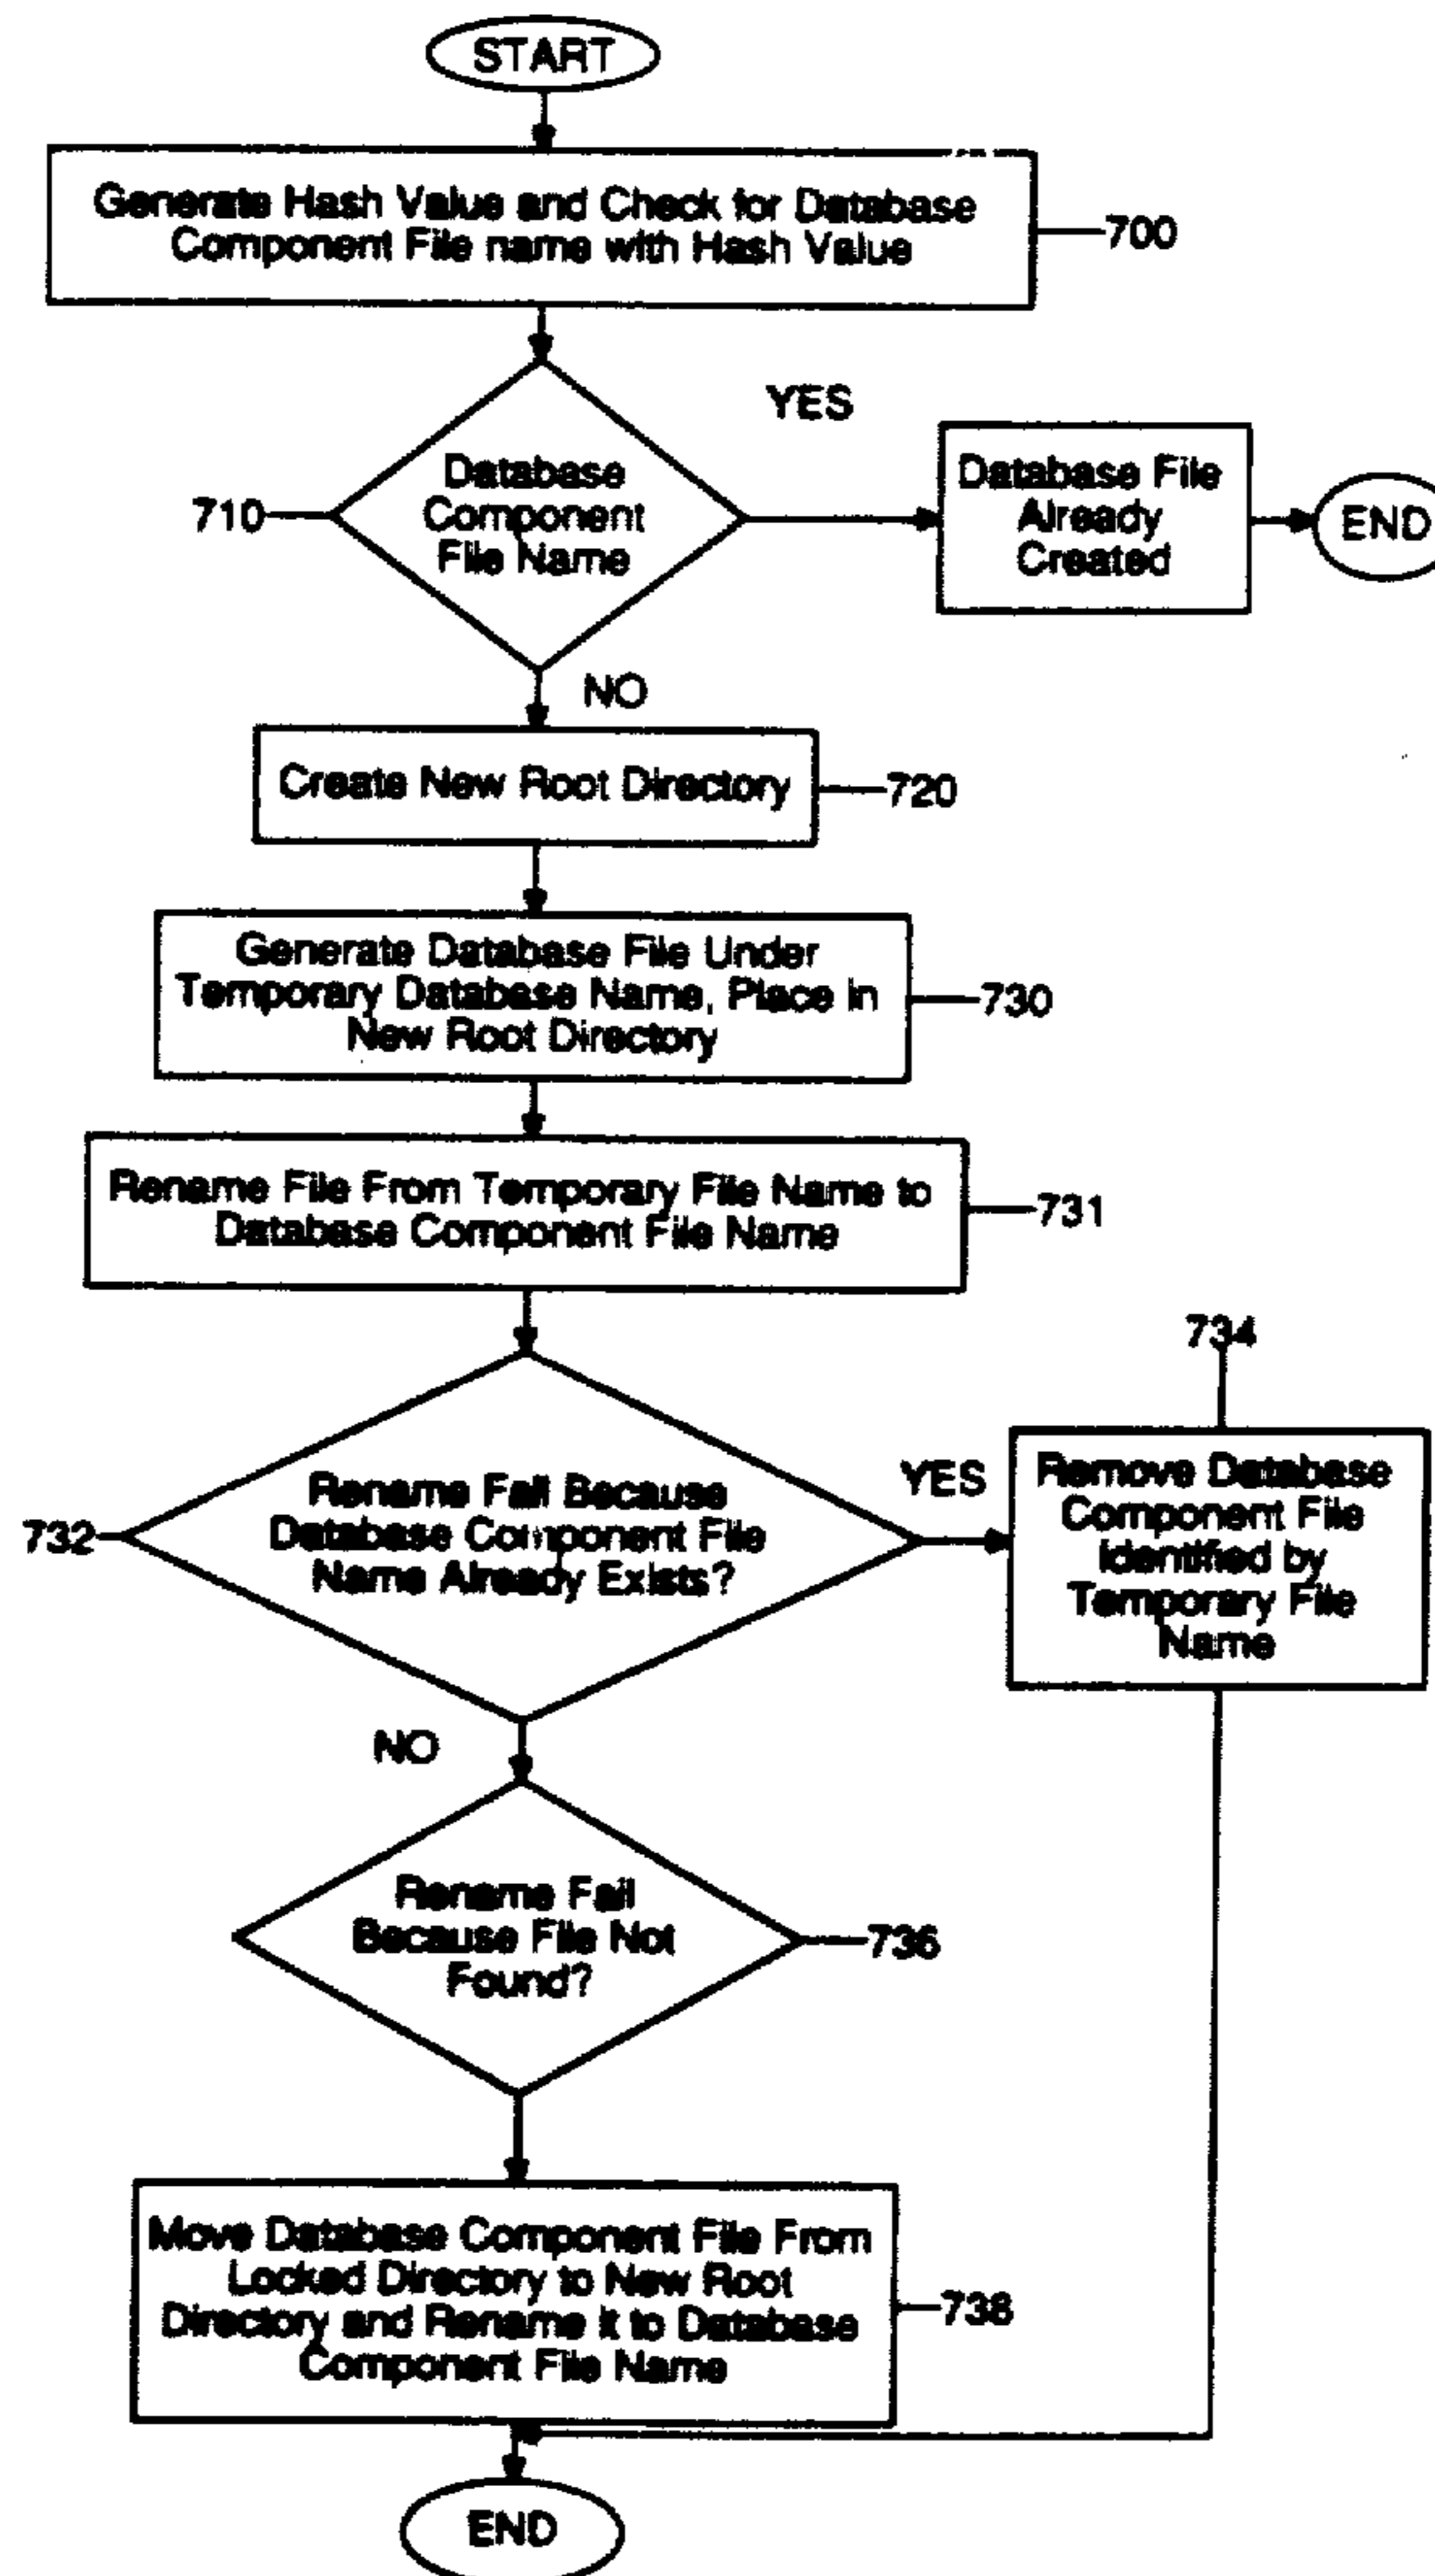 START
Generate Hash Value and Check for Database
Component File name with Hash Value
700
YES
710
Database
Component
File Name
Database File
Already
Created
END
NO
Create New Root Directory
720
Generate Database File Under
Temporary Database Name, Place in
New Root Directory
730
Rename File From Temporary File Name to
Database Component File Name
731
734
732
Rename Fail Because
Database Component File
Name Already Exists?
YES
Remove Database
Component File
Identified by
Temporary File
Name
NO
Rename Fail
Because File Not
Found?
736
Move Database Component File From
Locked Directory to New Root
Directory and Rename it to Database
Component File Name
738
END